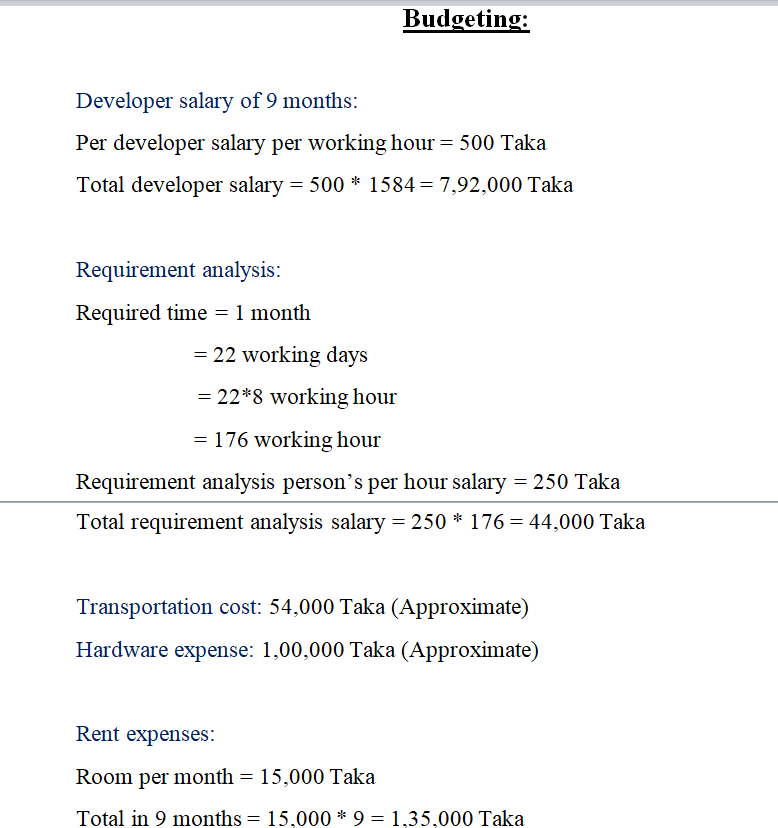 Budgeting:
Developer salary of 9 months:
Per developer salary per working hour = 500 Taka
Total developer salary = 500 * 1584 = 7,92,000 Taka
Requirement analysis:
Required time = 1 month
= 22 working days
= 22*8 working hour
= 176 working hour
Requirement analysis person’s per hour salary = 250 Taka
Total requirement analysis salary = 250 * 176 = 44,000 Taka
Transportation cost: 54,000 Taka (Approximate)
Hardware expense: 1,00,000 Taka (Approximate)
Rent expenses:
Room per month = 15,000 Taka
Total in 9 months = 15,000 * 9 = 1,35,000 Taka